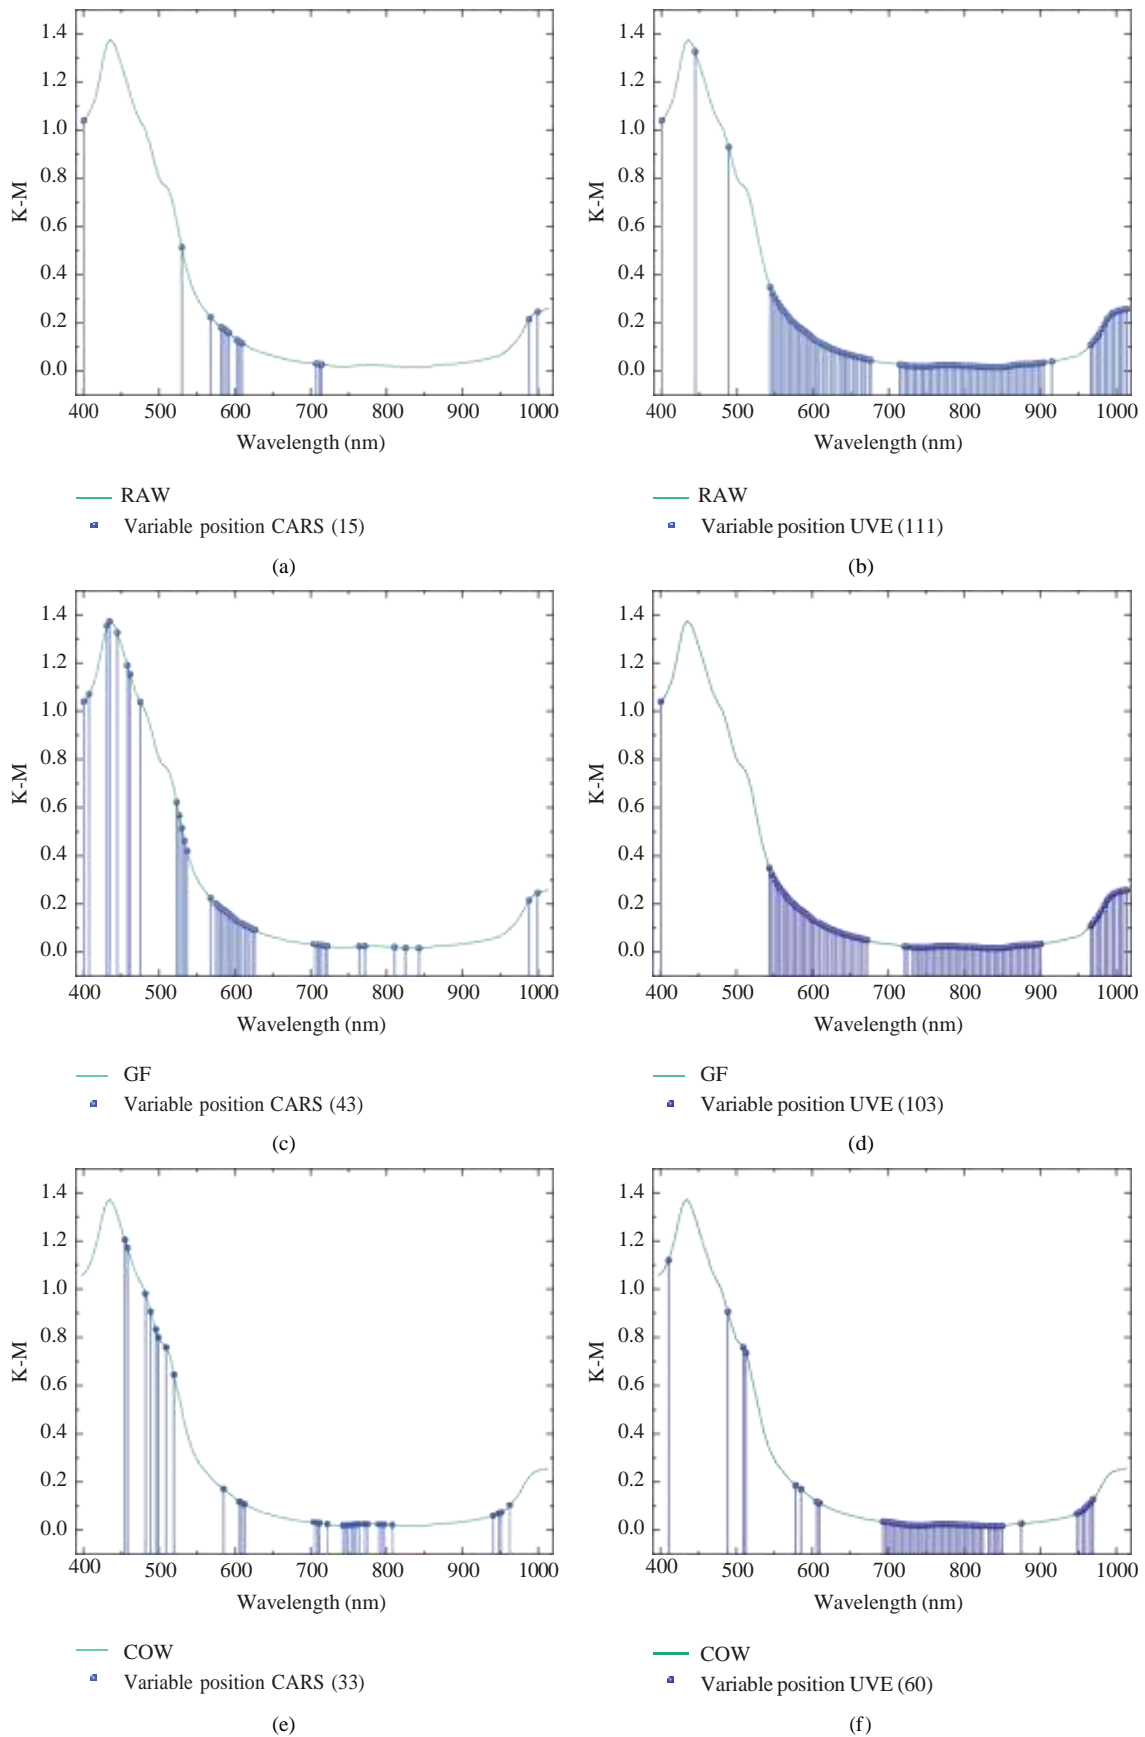 1.4
1.2
1.0
0.8
0.6
0.4
0.2
0.0
K-M
400 500 600 700 800 900 1000
Wavelength (nm)
RAW
Variable position CARS (15)
(a)
1.4
1.2
1.0
0.8
0.6
0.4
0.2
0.0
K-M
400 500 600 700 800 900 1000
Wavelength (nm)
RAW
Variable position UVE (111)
(b)
1.4
1.2
1.0
0.8
0.6
0.4
0.2
0.0
K-M
400 500 600 700 800 900 1000
Wavelength (nm)
GF
Variable position CARS (43)
(c)
1.4
1.2
1.0
0.8
0.6
0.4
0.2
0.0
K-M
400 500 600 700 800 900 1000
Wavelength (nm)
GF
Variable position UVE (103)
(d)
1.4
1.2
1.0
0.8
0.6
0.4
0.2
0.0
K-M
400 500 600 700 800 900 1000
Wavelength (nm)
COW
Variable position CARS (33)
(e)
1.4
1.2
1.0
0.8
0.6
0.4
0.2
0.0
K-M
400 500 600 700 800 900 1000
Wavelength (nm)
COW
Variable position UVE (60)
(f)